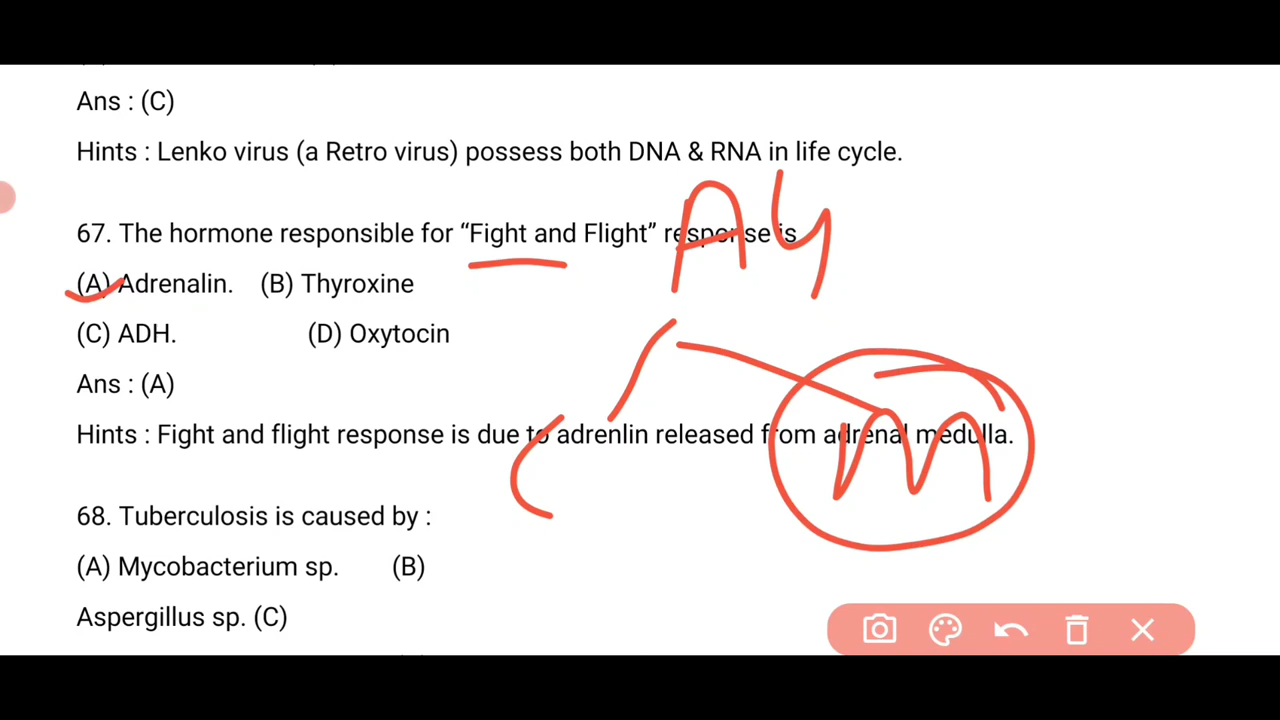 Ans : (C)
Hints : Lenko virus (a Retro virus) possess both DNA & RNA in life cycle.
67. The hormone responsible for “Fight and Flight” response is
(A) Adrenalin. (B) Thyroxine
(C) ADH. (D) Oxytocin
Ans : (A)
Hints : Fight and flight response is due to adrenlin released from adrenal medulla.
68. Tuberculosis is caused by :
(A) Mycobacterium sp. (B)
Aspergillus sp. (C)